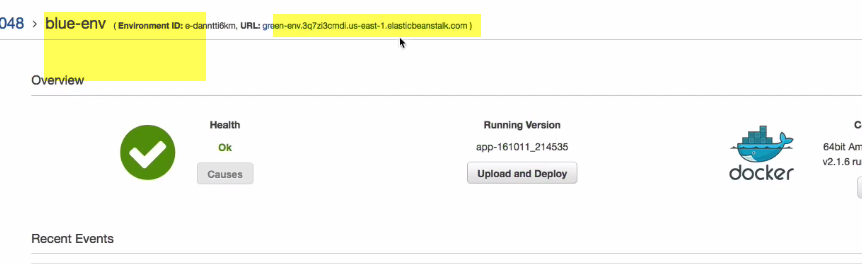 048 > blue-env ( Environment ID: e-danntti6km, URL: green-env.3q7zi3cmdi.us-east-1.elasticbeanstalk.com )
Overview
Health
Ok
Causes
Running Version
app-161011_214535
Upload and Deploy
docker
C
64bit Am
v2.1.6 ru
Recent Events